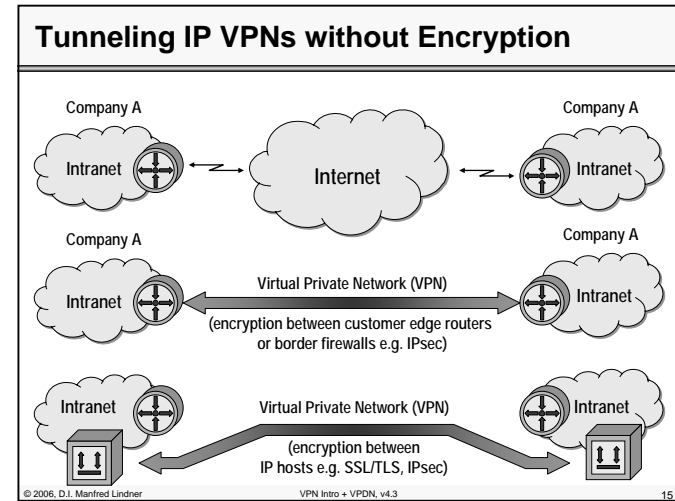 Tunneling IP VPNs without Encryption
Company A
Company A
Intranet
Internet
Intranet
Company A
Company A
Intranet
Virtual Private Network (VPN)
Intranet
(encryption between customer edge routers
or border firewalls e.g. IPsec)
Intranet
Virtual Private Network (VPN)
Intranet
(encryption between
IP hosts e.g. SSL/TLS, IPsec)
© 2006, D.I. Manfred Lindner
VPN Intro + VPDN, v4.3
15